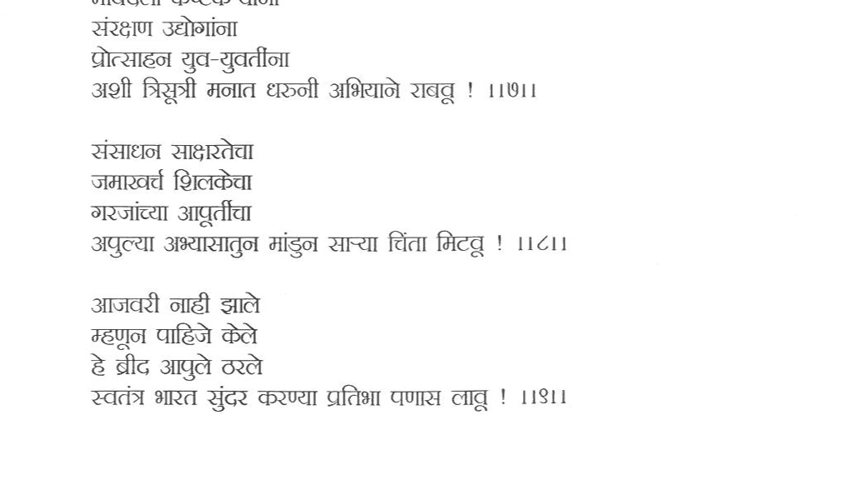 संरक्षण उद्योगांना
प्रोत्साहन युव-युवतींना
अशी त्रिसूत्री मनात धरुनी अभियाने राबवू ! ।।७।।
संसाधन साक्षरतेचा
जमाखर्च शिलकेचा
गरजांच्या आपूर्तीचा
अपुल्या अभ्यासातुन मांडुन साऱ्या चिंता मिटवू ! ।।८।।
आजवरी नाही झाले
म्हणून पाहिजे केले
हे ब्रीद आपुले ठरले
स्वतंत्र भारत सुंदर करण्या प्रतिभा पणास लावू ! ।।९।।